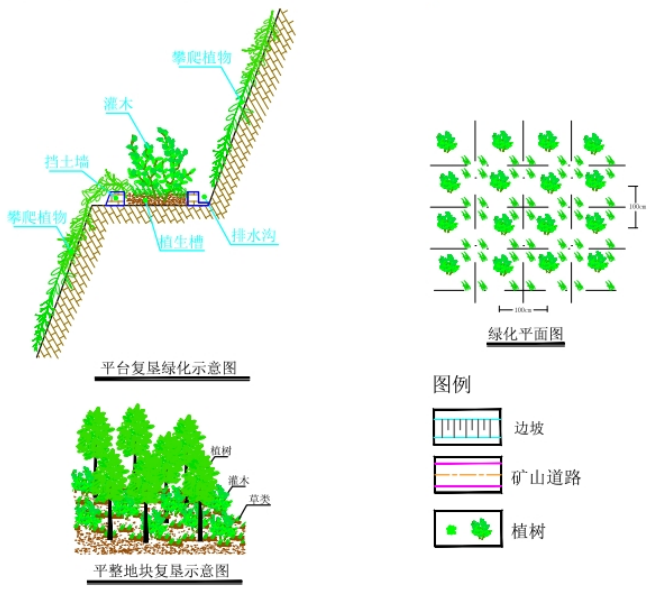 攀爬植物
灌木
挡土墙
攀爬植物
植生槽
排水沟
平台复垦绿化示意图
100cm
100cm
绿化平面图
植树
灌木
草类
平整地块复垦示意图
图例
边坡
矿山道路
植树